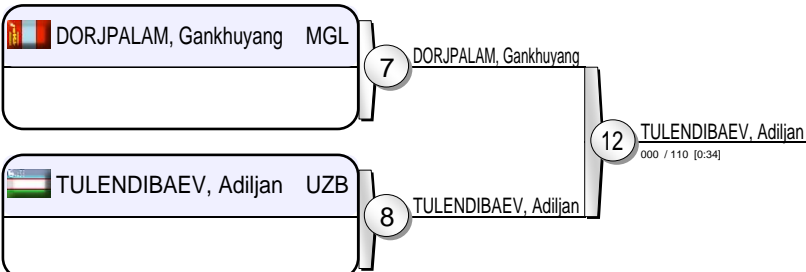 DORJPALAM, Gankhuyang MGL
7
DORJPALAM, Gankhuyang
12
TULENDIBAEV, Adiljan
000 / 110 [0:34]
TULENDIBAEV, Adiljan UZB
8
TULENDIBAEV, Adiljan